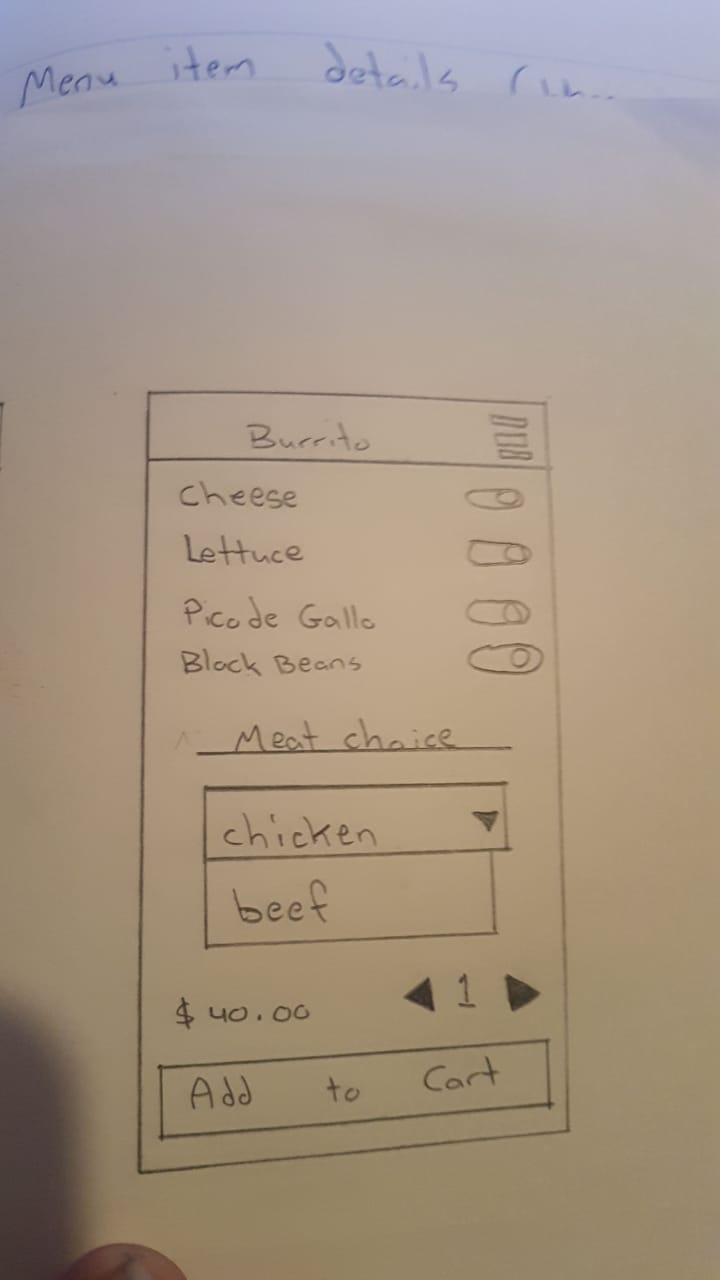 Menu item details
Burrito
Cheese
Lettuce
Pico de Gallo
Black Beans
Meat choice
chicken
beef
$40.00
1
Add to Cart